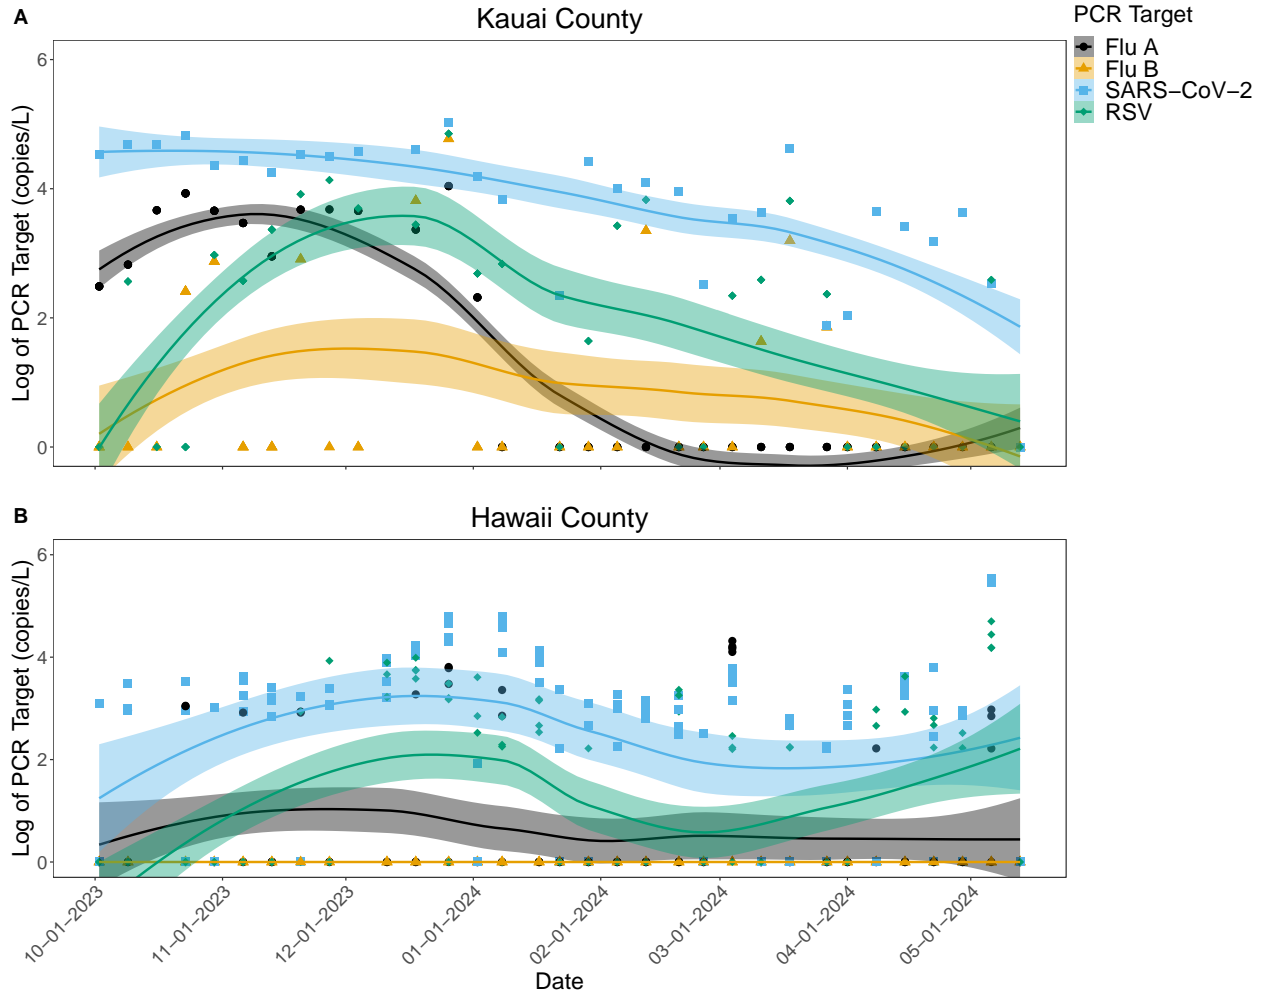 A
Kauai County
PCR Target
Flu A
Flu B
SARS−CoV−2
RSV
Log of PCR Target (copies/L)
6
4
2
0
B
Hawaii County
Log of PCR Target (copies/L)
6
4
2
0
10−01−2023
11−01−2023
12−01−2023
01−01−2024
02−01−2024
03−01−2024
04−01−2024
05−01−2024
Date